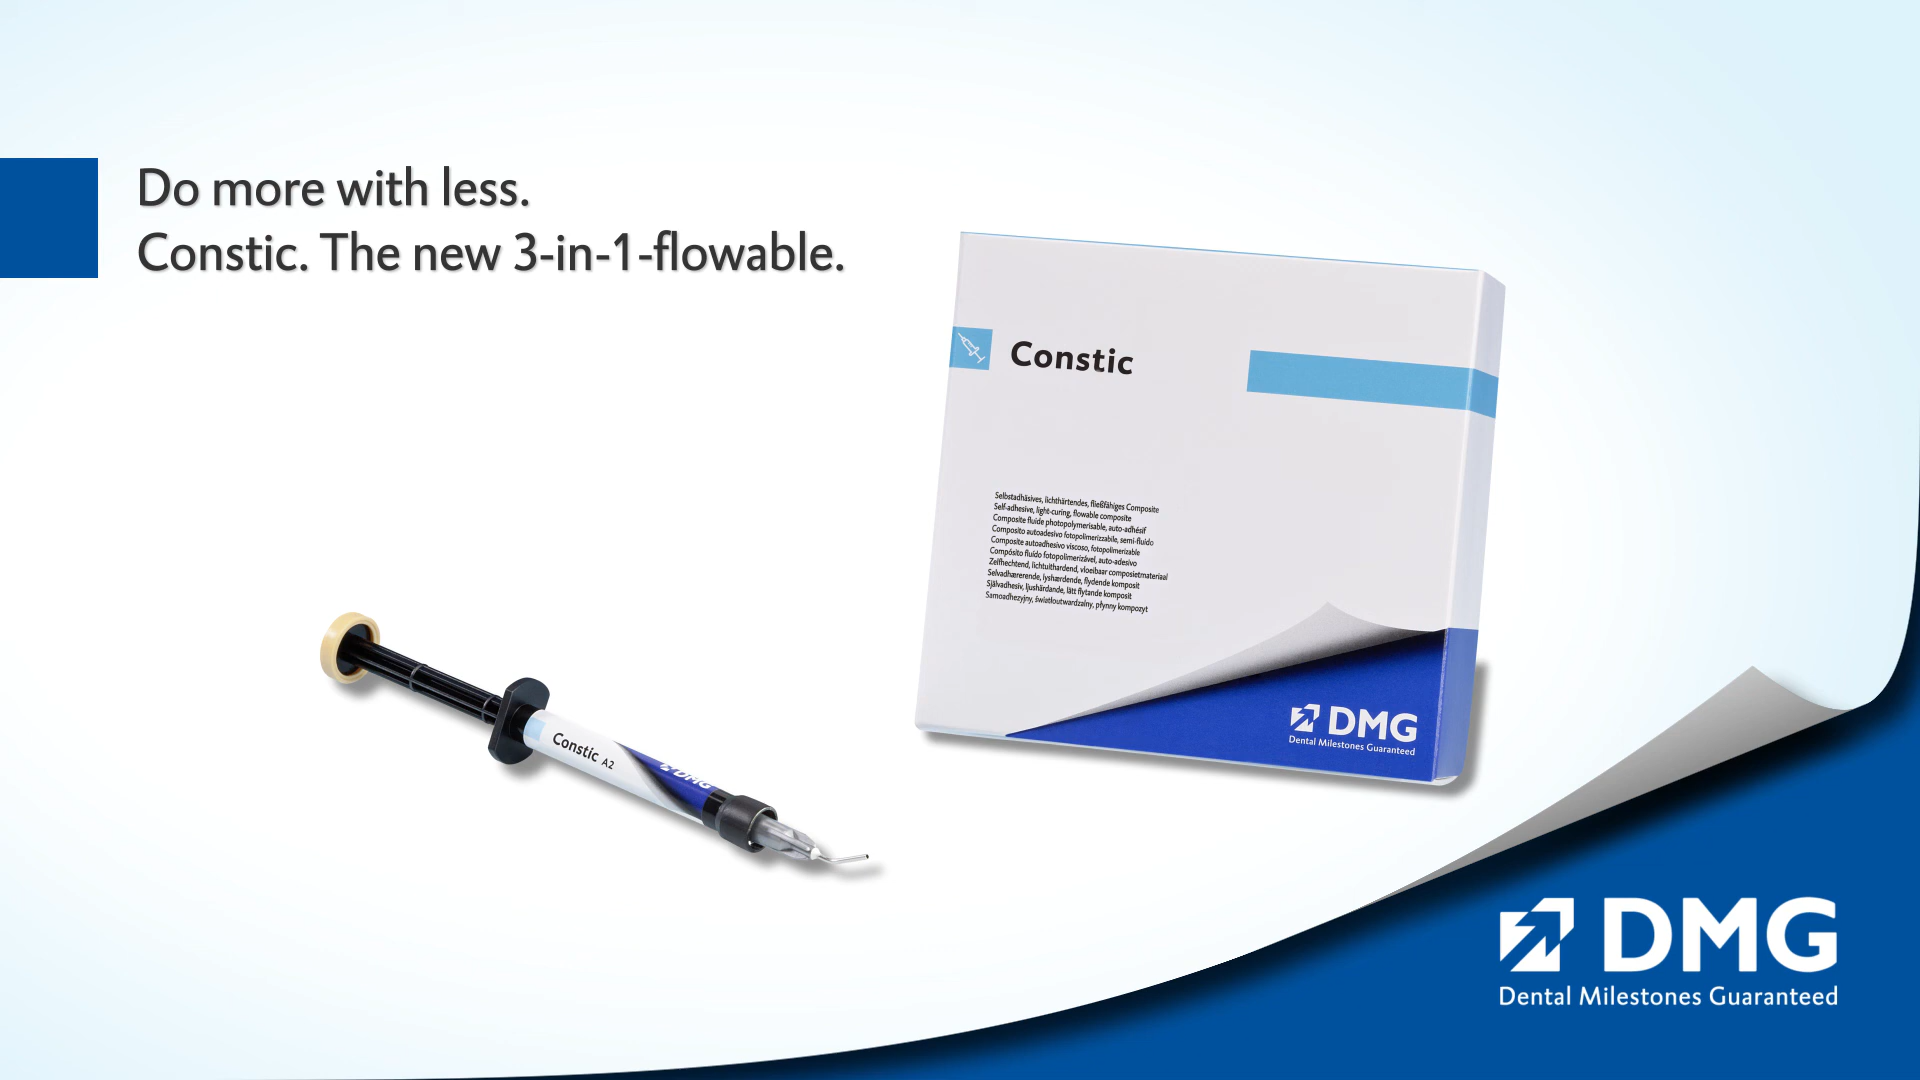 Do more with less.
Constic. The new 3-in-1-flowable.
Constic
Selbstadhäsives, lichthärtendes, fließfähiges Composite
Self-adhesive, light-curing, flowable composite
Composite fluide photopolymerisable, auto-adhésif
Composito autoadesivo fotopolimerizzabile, semi-fluido
Composite autoadhesivo viscoso, fotopolimerizable
Compósito fluído fotopolimerizável, auto-adesivo
Zelfhechtend, lichtuithardend, vloeibaar composietmateriaal
Selvadhærerende, lyshærdende, flydende komposit
Självadhesiv, ljushärdande, lätt flytande komposit
Samoadhezyjny, światłoutwardzalny, płynny kompozyt
DMG
Dental Milestones Guaranteed
Constic A2
DMG
DMG
Dental Milestones Guaranteed